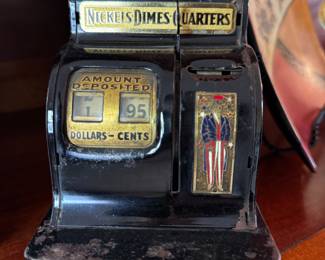 NICKELS DIMES QUARTERS
AMOUNT
DEPOSITED
1 95
DOLLARS - CENTS